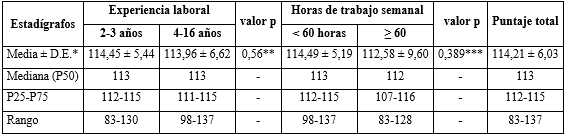 Estadígrafos Experiencia laboral valor p Horas de trabajo semanal valor p Puntaje total
2-3 años 4-16 años < 60 horas ≥ 60
Media ± D.E.* 114,45 ± 5,44 113,96 ± 6,62 0,56** 114,49 ± 5,19 112,58 ± 9,60 0,389*** 114,21 ± 6,03
Mediana (P50) 113 113 - 113 112 - 113
P25-P75 112-115 111-115 - 112-115 107-116 - 112-115
Rango 83-130 98-137 - 98-137 83-128 - 83-137